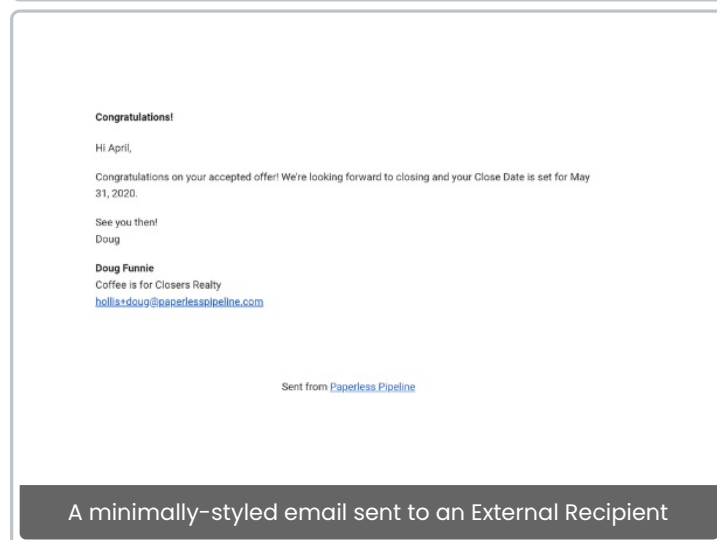 Congratulations!
Hi April,
Congratulations on your accepted offer! We're looking forward to closing and your Close Date is set for May
31, 2020.
See you then!
Doug
Doug Funnie
Coffee is for Closers Realty
hollis+doug@paperlesspipeline.com
Sent from Paperless Pipeline
A minimally-styled email sent to an External Recipient